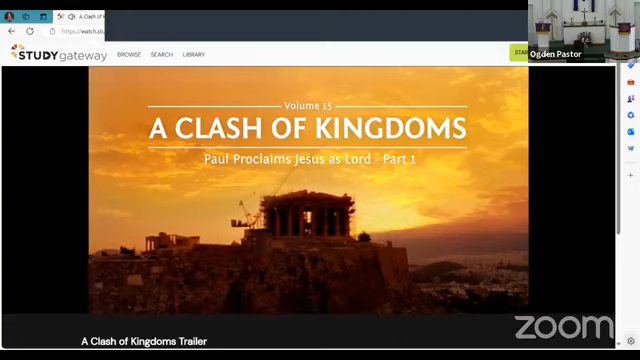 A Clash of K
https://watch.stu
STUDYgateway
BROWSE
SEARCH
LIBRARY
STAR
Ogden Pastor
Volume 15
A CLASH OF KINGDOMS
Paul Proclaims Jesus as Lord - Part 1
A Clash of Kingdoms Trailer
zoom